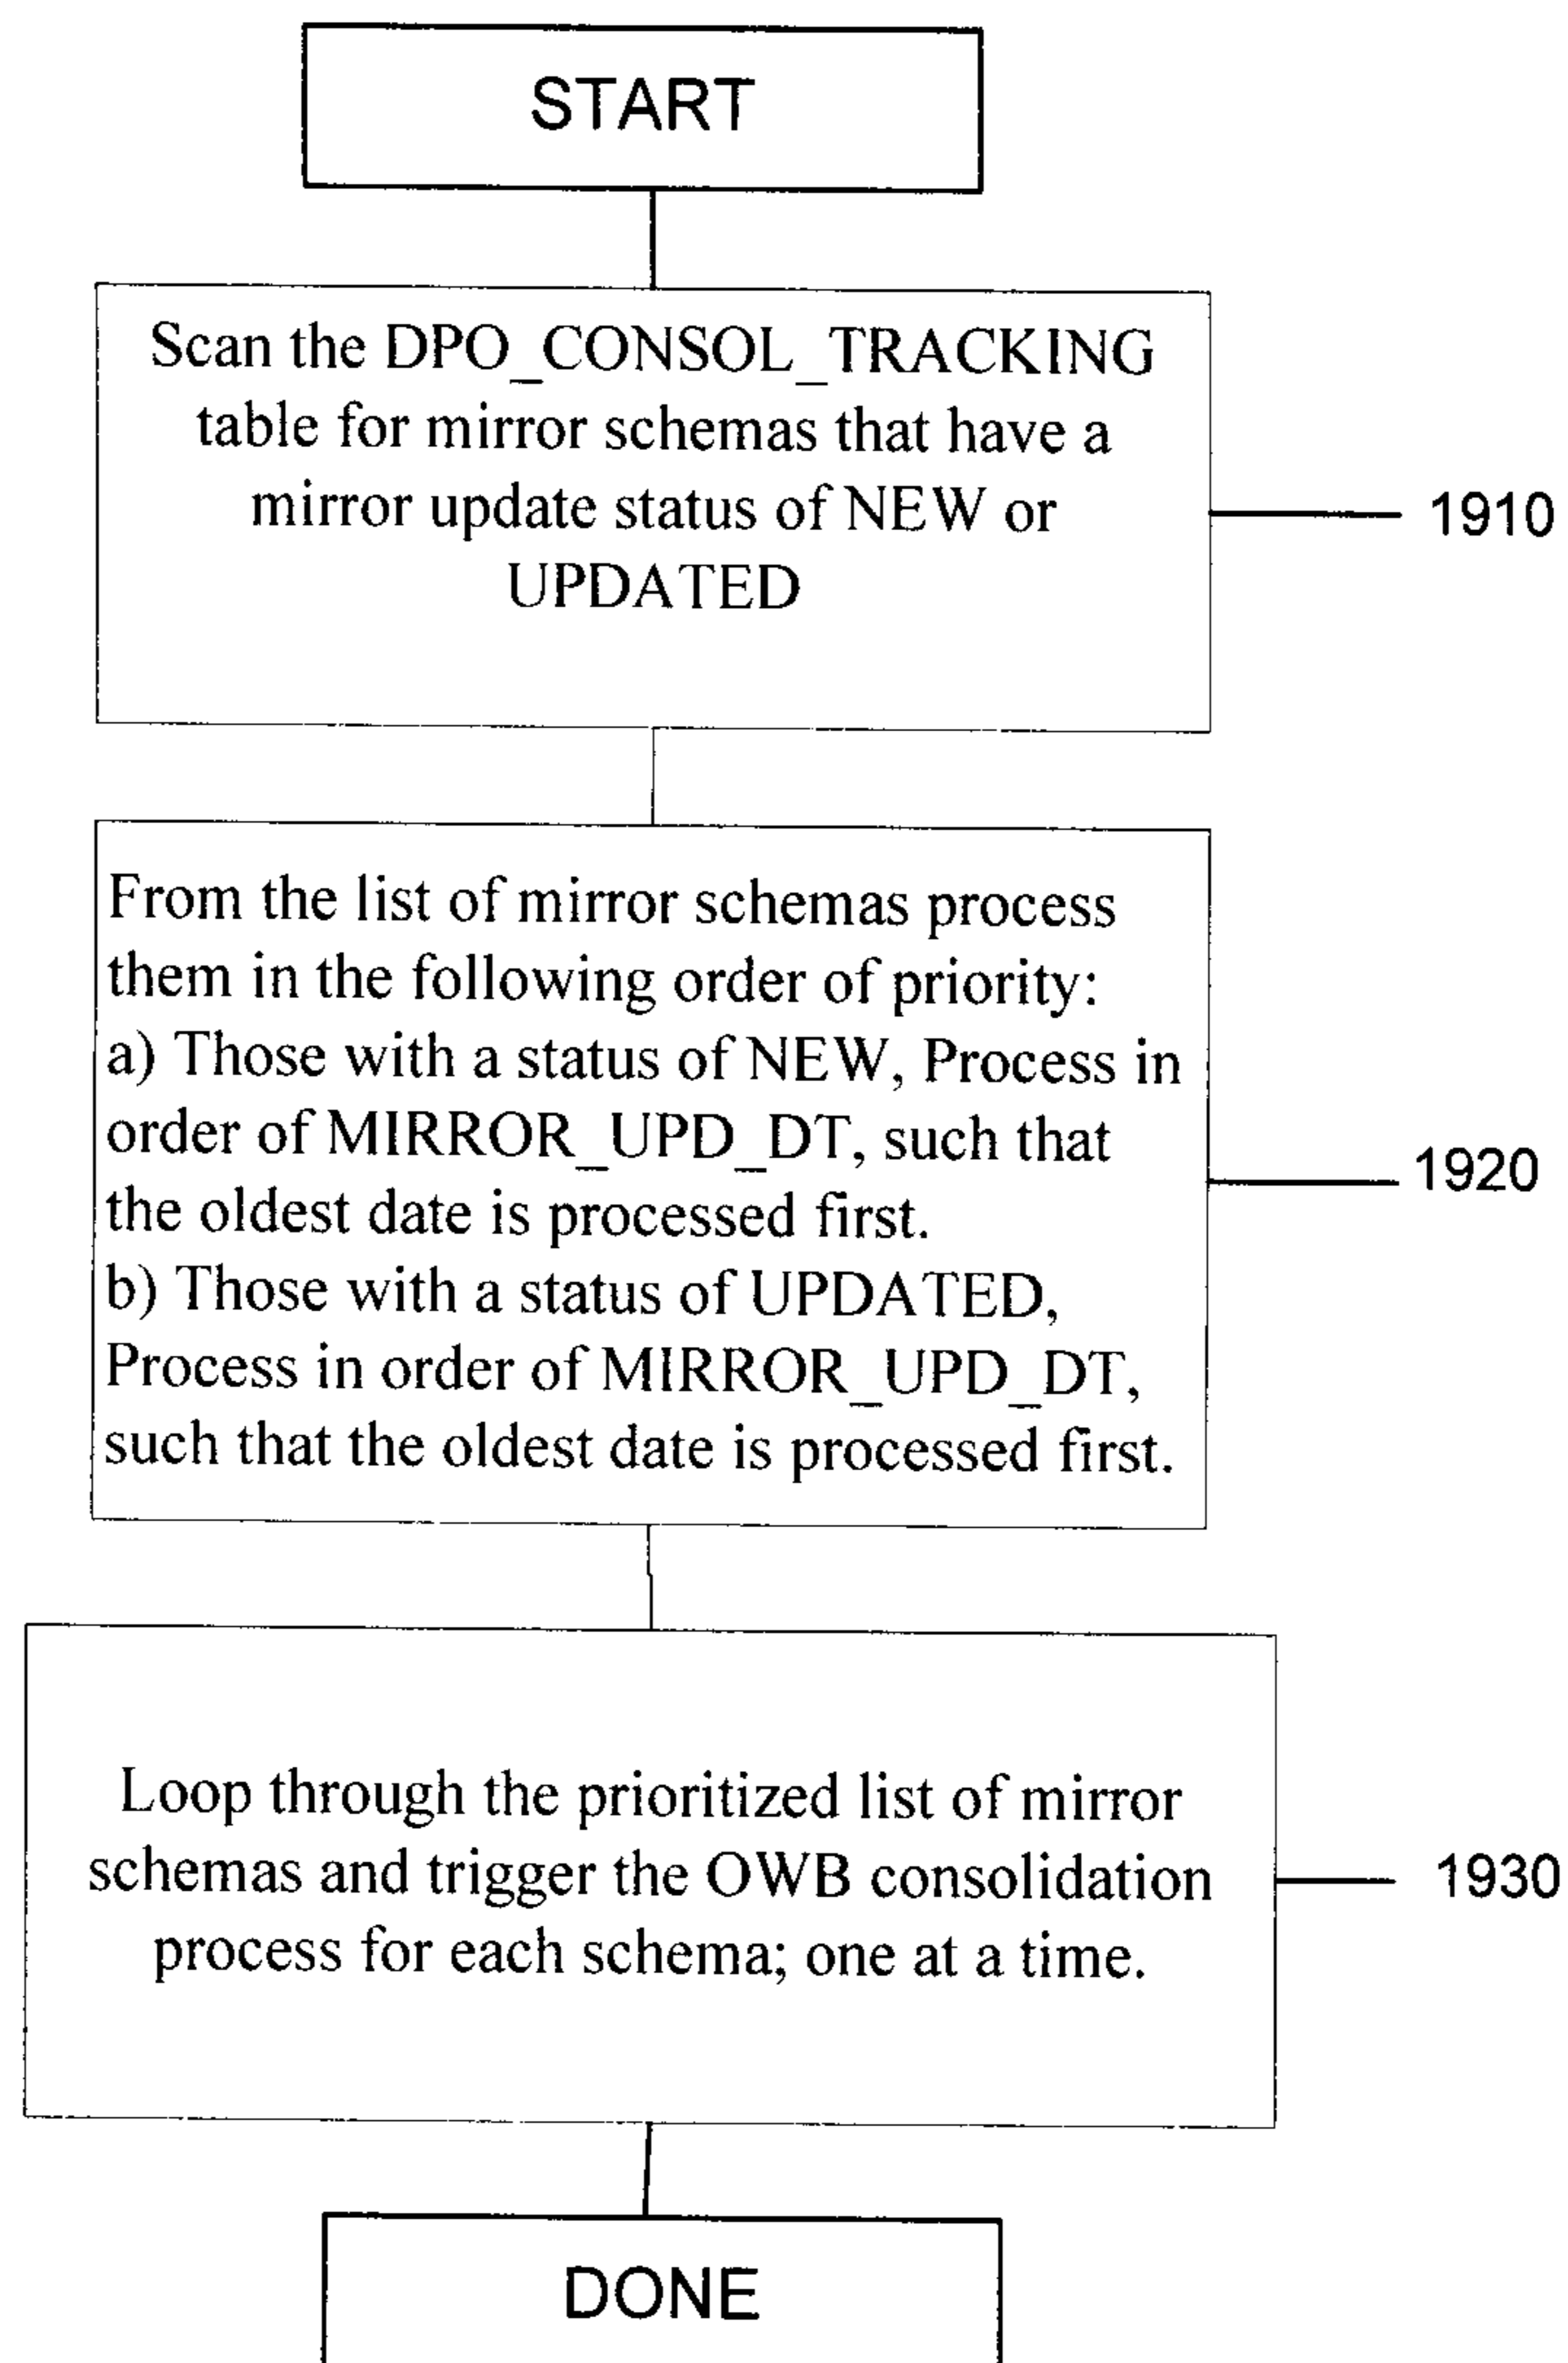 START
Scan the DPO_CONSOL_TRACKING
table for mirror schemas that have a
mirror update status of NEW or
UPDATED
1910
From the list of mirror schemas process
them in the following order of priority:
a) Those with a status of NEW, Process in
order of MIRROR_UPD_DT, such that
the oldest date is processed first.
b) Those with a status of UPDATED,
Process in order of MIRROR_UPD_DT,
such that the oldest date is processed first.
1920
Loop through the prioritized list of mirror
schemas and trigger the OWB consolidation
process for each schema; one at a time.
1930
DONE